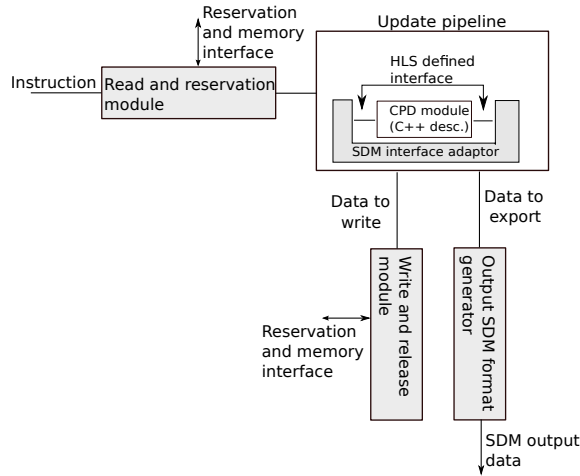 Reservation
and memory
interface
Update pipeline
Instruction
Read and reservation
module
HLS defined
interface
CPD module
(C++ desc.)
SDM interface adaptor
Data to
write
Data to
export
Write and release
module
Output SDM format
generator
Reservation
and memory
interface
SDM output
data